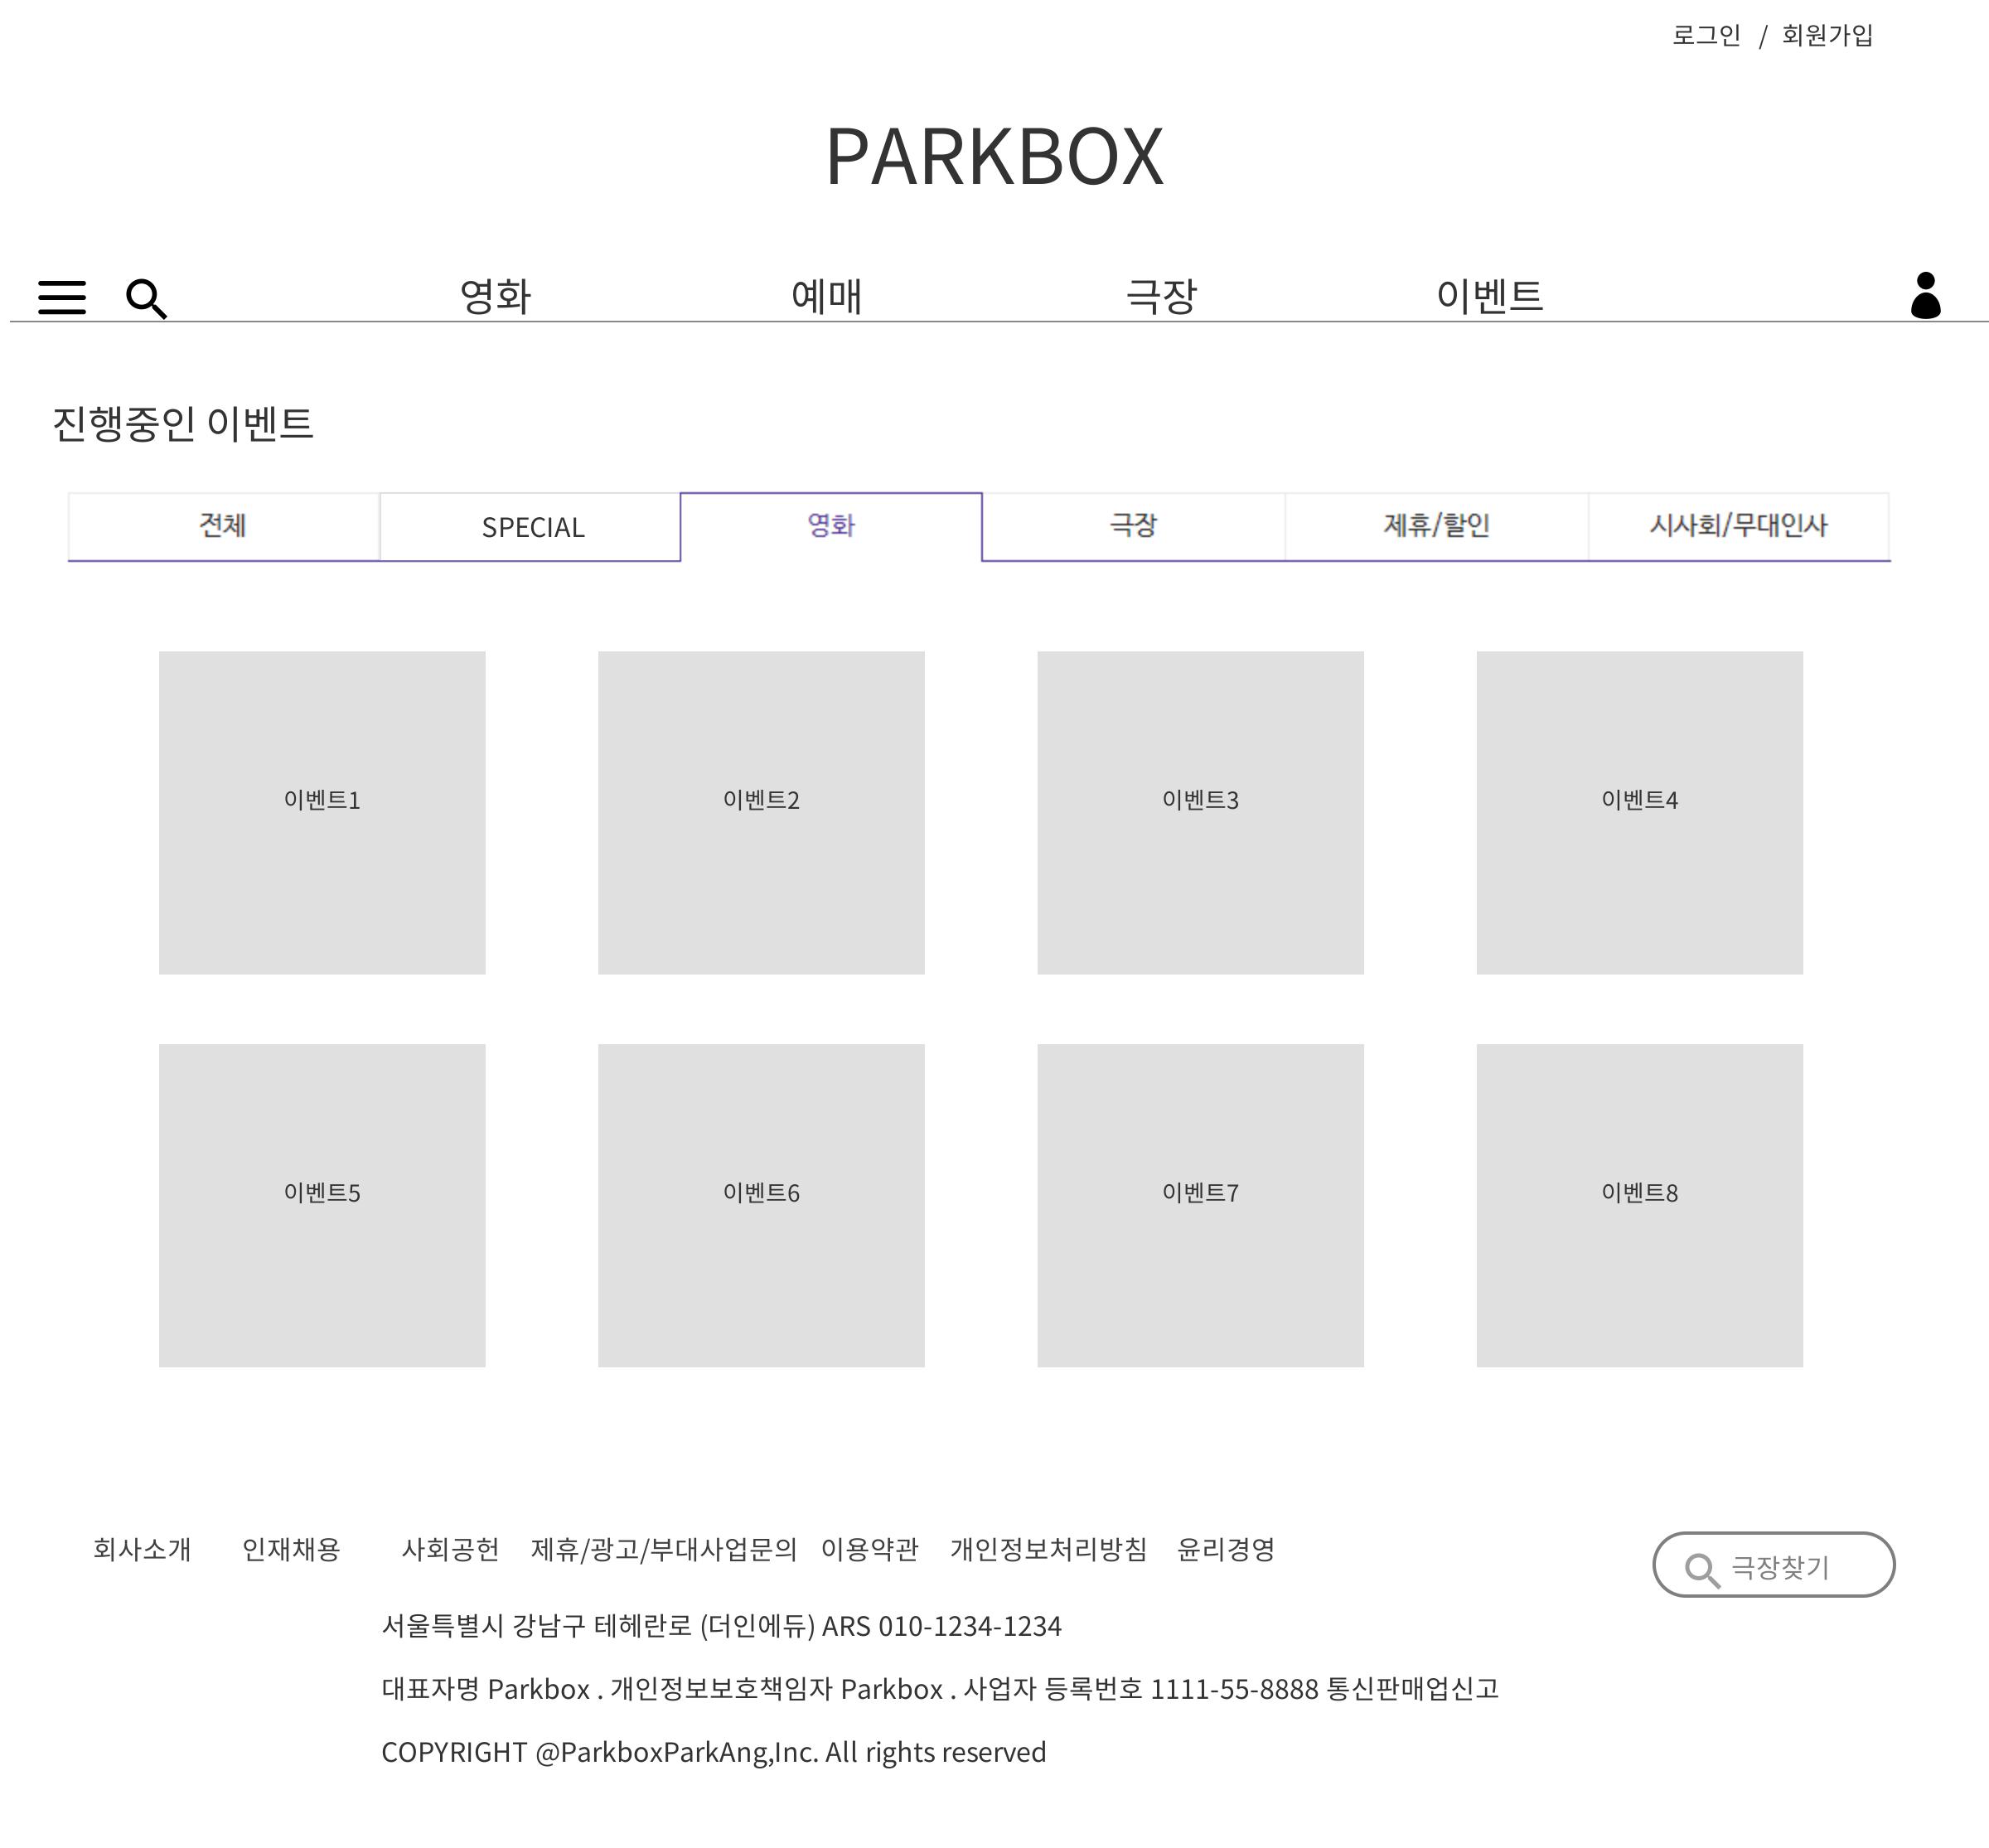 로그인 / 회원가입
PARKBOX
영화 예매 극장 이벤트
진행중인 이벤트
전체 SPECIAL 영화 극장 제휴/할인 시사회/무대인사
이벤트1 이벤트2 이벤트3 이벤트4
이벤트5 이벤트6 이벤트7 이벤트8
회사소개 인재채용 사회공헌 제휴/광고/부대사업문의 이용약관 개인정보처리방침 윤리경영
극장찾기
서울특별시 강남구 테헤란로 (더인에듀) ARS 010-1234-1234
대표자명 Parkbox . 개인정보보호책임자 Parkbox . 사업자 등록번호 1111-55-8888 통신판매업신고
COPYRIGHT @ParkboxParkAng,Inc. All rights reserved